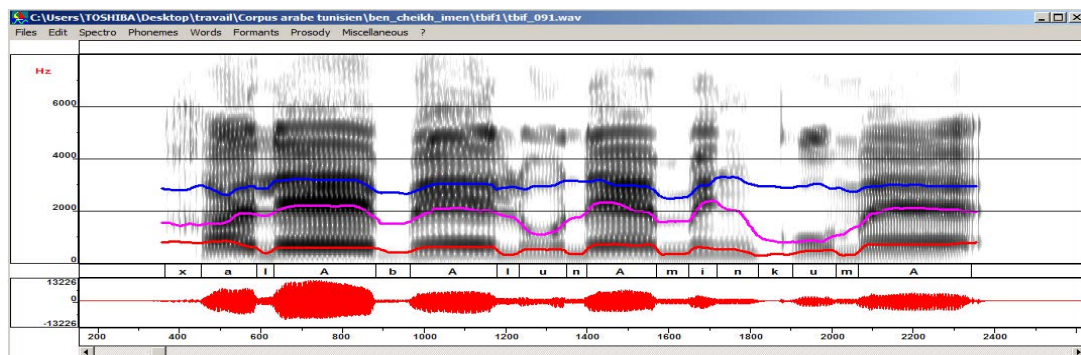 C:\Users\TOSHIBA\Desktop\travail\Corpus arabe tunisien\ben_cheikh_imen\tbif1\tbif_091.wav
Files Edit Spectro Phonemes Words Formants Prosody Miscellaneous ?
Hz
6000
4000
2000
0
x a l A b A l u n A m i n k u m A
13226
0
-13226
200 400 600 800 1000 1200 1400 1600 1800 2000 2200 2400